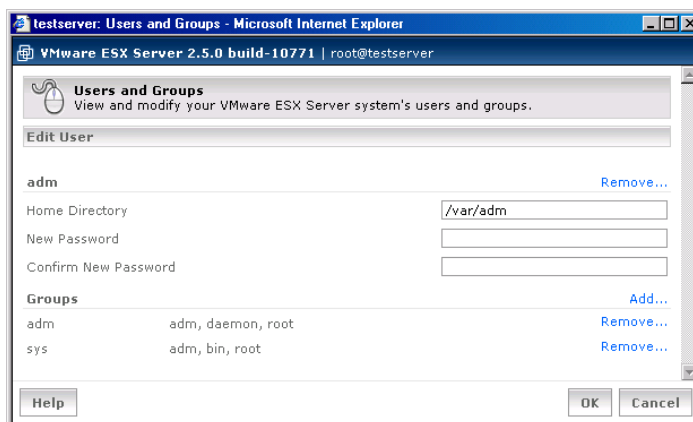 testserver: Users and Groups - Microsoft Internet Explorer
VMware ESX Server 2.5.0 build-10771 | root@testserver
Users and Groups
View and modify your VMware ESX Server system's users and groups.
Edit User
adm Remove...
Home Directory /var/adm
New Password
Confirm New Password
Groups Add...
adm adm, daemon, root Remove...
sys adm, bin, root Remove...
Help OK Cancel